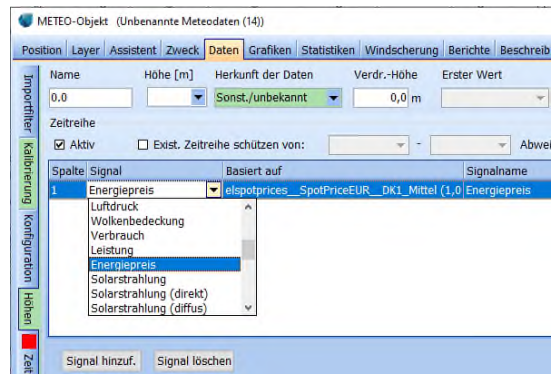 METEO-Objekt (Unbenannte Meteodaten (14))
Position Layer Assistent Zweck Daten Grafiken Statistiken Windscherung Berichte Beschreib
Importfilter
Kalibrierung
Konfiguration
Höhen
Zeit
Name Höhe [m] Herkunft der Daten Verdr.-Höhe Erster Wert
0.0 Sonst./unbekannt 0,0 m
Zeitreihe
Aktiv Exist. Zeitreihe schützen von: - Abwei
Spalte Signal Basiert auf Signalname
1 Energiepreis elspotprices__SpotPriceEUR__DK1_Mittel (1,0 Energiepreis
Luftdruck
Wolkenbedeckung
Verbrauch
Leistung
Energiepreis
Solarstrahlung
Solarstrahlung (direkt)
Solarstrahlung (diffus)
Signal hinzuf. Signal löschen